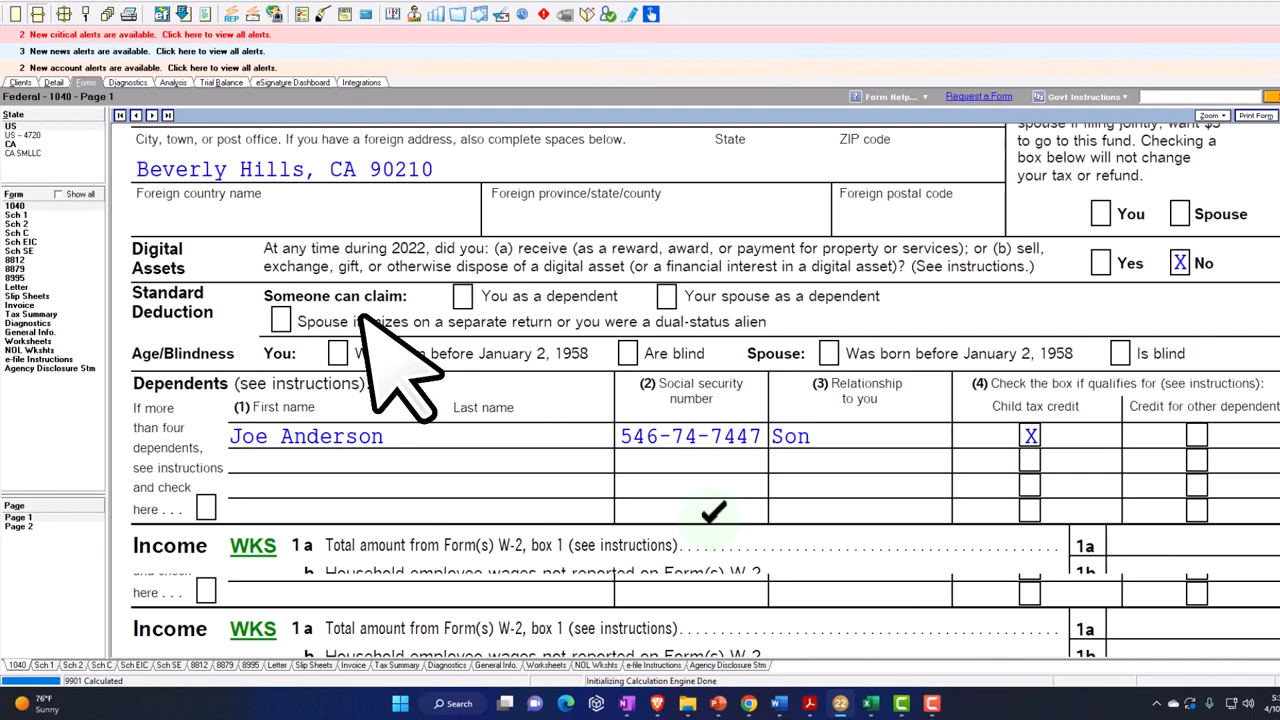 2 New critical alerts are available. Click here to view all alerts.
3 New news alerts are available. Click here to view all alerts.
2 New account alerts are available. Click here to view all alerts.
Clients Detail Forms Diagnostics Analysis Trial Balance eSignature Dashboard Integrations
Federal - 1040 - Page 1 ? Form Help... Request a Form Govt Instructions
State
US
US -- 4720
CA
CA SMLLC
Zoom Print Form
Form Show all
1040
Sch 1
Sch 2
Sch C
Sch EIC
Sch SE
8812
8879
8995
Letter
Slip Sheets
Invoice
Tax Summary
Diagnostics
General Info.
Worksheets
NOL Wkshts
e-file Instructions
Agency Disclosure Stm
Page
Page 1
Page 2
spouse if filing jointly, want $3
to go to this fund. Checking a
box below will not change
your tax or refund.
You Spouse
City, town, or post office. If you have a foreign address, also complete spaces below. State ZIP code
Beverly Hills, CA 90210
Foreign country name Foreign province/state/county Foreign postal code
Digital Assets
At any time during 2022, did you: (a) receive (as a reward, award, or payment for property or services); or (b) sell,
exchange, gift, or otherwise dispose of a digital asset (or a financial interest in a digital asset)? (See instructions.)
Yes X No
Standard Deduction
Someone can claim: You as a dependent Your spouse as a dependent
Spouse on a separate return or you were a dual-status alien
Age/Blindness You: before January 2, 1958 Are blind Spouse: Was born before January 2, 1958 Is blind
Dependents (see instructions)
(2) Social security number
(3) Relationship to you
(4) Check the box if qualifies for (see instructions):
(1) First name Last name Child tax credit Credit for other dependent
If more
than four
dependents,
see instructions
and check
here . . .
Joe Anderson 546-74-7447 Son X
Income WKS 1 a Total amount from Form(s) W-2, box 1 (see instructions) 1a
b Household employee wages not reported on Form(s) W-2 1b
here . . .
Income WKS 1 a Total amount from Form(s) W-2, box 1 (see instructions) 1a
1040 Sch 1 Sch 2 Sch C Sch EIC Sch SE 8812 8879 8995 Letter Slip Sheets Invoice Tax Summary Diagnostics General Info. Worksheets NOL Wkshts e-file Instructions Agency Disclosure Stm
9901 Calculated Initializing Calculation Engine Done
76°F
Sunny
Search
22